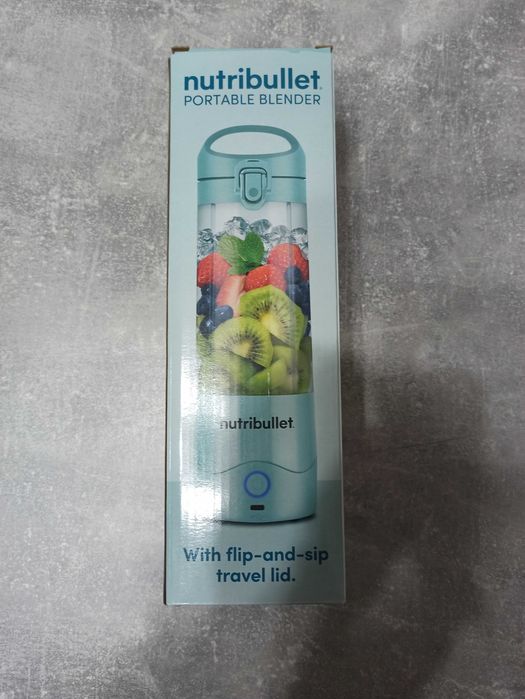 nutribullet®
PORTABLE BLENDER
nutribullet.
With flip-and-sip
travel lid.